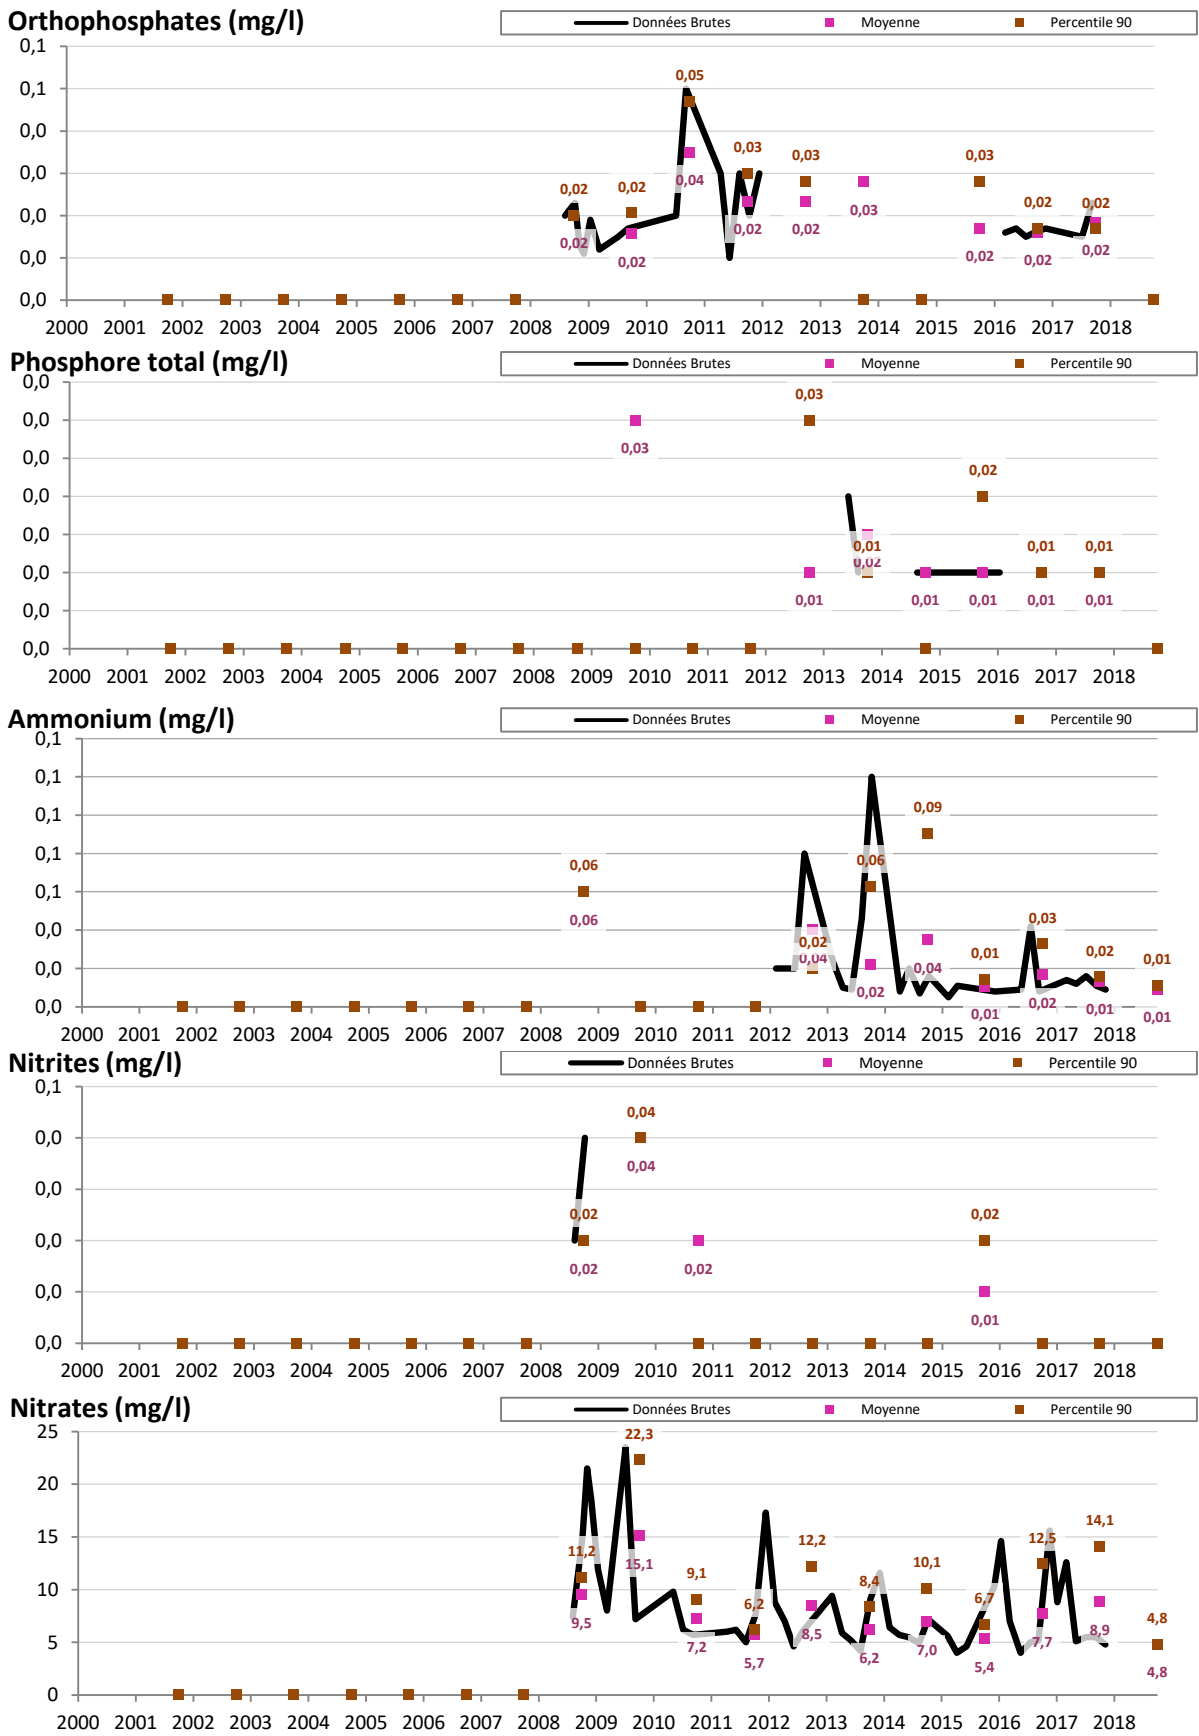 Orthophosphates (mg/l)
Données Brutes Moyenne Percentile 90
0,1
0,1
0,0
0,0
0,0
0,0
0,0
0,02 0,02 0,05 0,03 0,03 0,03 0,02 0,02
0,02 0,02 0,04 0,02 0,02 0,03 0,02 0,02 0,02
2000 2001 2002 2003 2004 2005 2006 2007 2008 2009 2010 2011 2012 2013 2014 2015 2016 2017 2018
Phosphore total (mg/l)
Données Brutes Moyenne Percentile 90
0,0
0,0
0,0
0,0
0,0
0,0
0,0
0,0
0,03 0,01 0,02 0,01 0,01
0,03 0,01 0,02 0,01 0,01 0,01 0,01
2000 2001 2002 2003 2004 2005 2006 2007 2008 2009 2010 2011 2012 2013 2014 2015 2016 2017 2018
Ammonium (mg/l)
Données Brutes Moyenne Percentile 90
0,1
0,1
0,1
0,1
0,1
0,0
0,0
0,0
0,06 0,02 0,06 0,09 0,01 0,03 0,02 0,01
0,06 0,04 0,02 0,04 0,01 0,02 0,01 0,01
2000 2001 2002 2003 2004 2005 2006 2007 2008 2009 2010 2011 2012 2013 2014 2015 2016 2017 2018
Nitrites (mg/l)
Données Brutes Moyenne Percentile 90
0,1
0,0
0,0
0,0
0,0
0,0
0,02 0,04 0,02
0,02 0,04 0,02 0,01
2000 2001 2002 2003 2004 2005 2006 2007 2008 2009 2010 2011 2012 2013 2014 2015 2016 2017 2018
Nitrates (mg/l)
Données Brutes Moyenne Percentile 90
25
20
15
10
5
0
11,2 22,3 9,1 6,2 12,2 8,4 10,1 6,7 12,5 14,1 4,8
9,5 15,1 7,2 5,7 8,5 6,2 7,0 5,4 7,7 8,9 4,8
2000 2001 2002 2003 2004 2005 2006 2007 2008 2009 2010 2011 2012 2013 2014 2015 2016 2017 2018